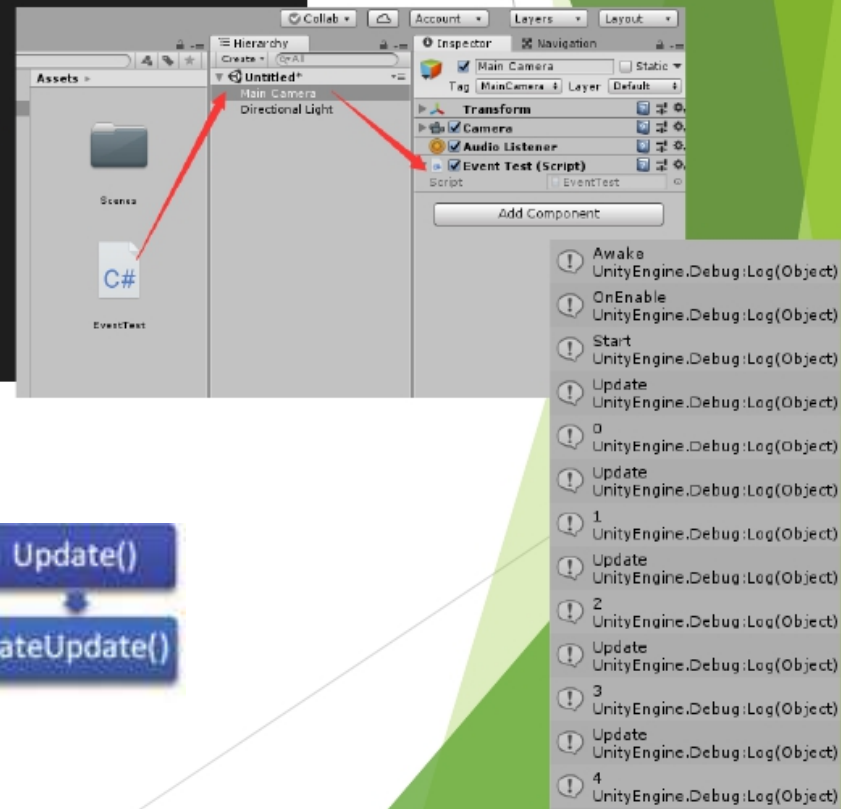 Collab
Account
Layers
Layout
Hierarchy
Inspector
Navigation
Create
All
Main Camera
Static
Assets
Untitled*
Tag MainCamera Layer Default
Main Camera
Directional Light
Transform
Camera
Audio Listener
Event Test (Script)
Script EventTest
Add Component
Scenes
C#
EventTest
Awake
UnityEngine.Debug:Log(Object)
OnEnable
UnityEngine.Debug:Log(Object)
Start
UnityEngine.Debug:Log(Object)
Update
UnityEngine.Debug:Log(Object)
0
UnityEngine.Debug:Log(Object)
Update
UnityEngine.Debug:Log(Object)
1
UnityEngine.Debug:Log(Object)
Update
UnityEngine.Debug:Log(Object)
2
UnityEngine.Debug:Log(Object)
Update
UnityEngine.Debug:Log(Object)
3
UnityEngine.Debug:Log(Object)
Update
UnityEngine.Debug:Log(Object)
4
UnityEngine.Debug:Log(Object)
Update()
ateUpdate()